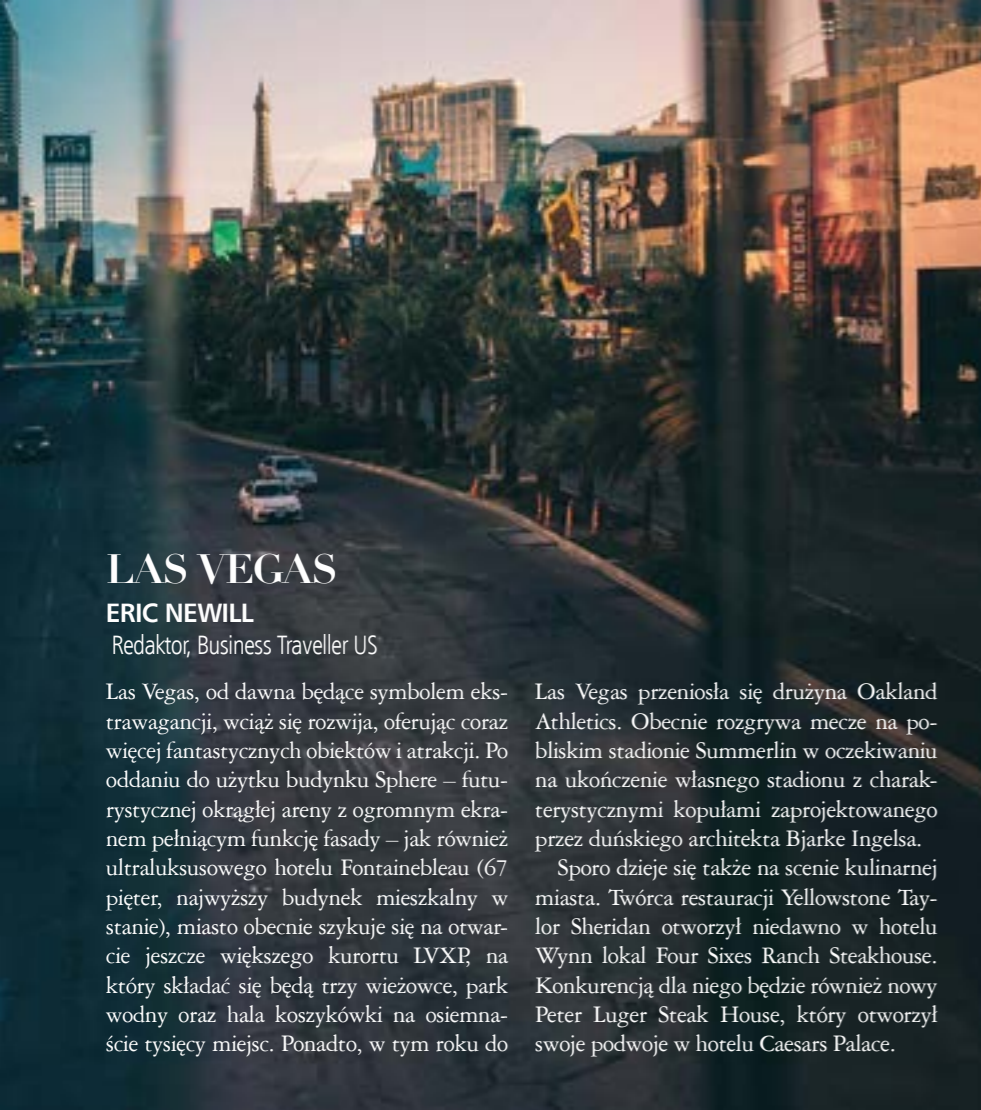 Aria
LAS VEGAS
ERIC NEWILL
Redaktor, Business Traveller US
Las Vegas, od dawna będące symbolem eks-
trawagancji, wciąż się rozwija, oferując coraz
więcej fantastycznych obiektów i atrakcji. Po
oddaniu do użytku budynku Sphere – futu-
rystycznej okrągłej areny z ogromnym ekra-
nem pełniącym funkcję fasady – jak również
ultraluksusowego hotelu Fontainebleau (67
pięter, najwyższy budynek mieszkalny w
stanie), miasto obecnie szykuje się na otwar-
cie jeszcze większego kurortu LVXP, na
który składać się będą trzy wieżowce, park
wodny oraz hala koszykówki na osiemna-
ście tysięcy miejsc. Ponadto, w tym roku do
Las Vegas przeniosła się drużyna Oakland
Athletics. Obecnie rozgrywa mecze na po-
bliskim stadionie Summerlin w oczekiwaniu
na ukończenie własnego stadionu z charak-
terystycznymi kopułami zaprojektowanego
przez duńskiego architekta Bjarke Ingelsa.
Sporo dzieje się także na scenie kulinarnej
miasta. Twórca restauracji Yellowstone Tay-
lor Sheridan otworzył niedawno w hotelu
Wynn lokal Four Sixes Ranch Steakhouse.
Konkurencją dla niego będzie również nowy
Peter Luger Steak House, który otworzył
swoje podwoje w hotelu Caesars Palace.